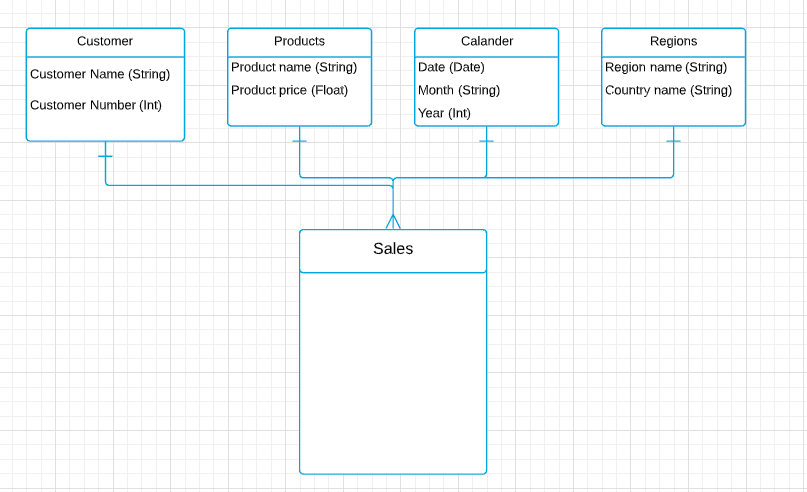 Customer
Customer Name (String)
Customer Number (Int)
Products
Product name (String)
Product price (Float)
Calander
Date (Date)
Month (String)
Year (Int)
Regions
Region name (String)
Country name (String)
Sales